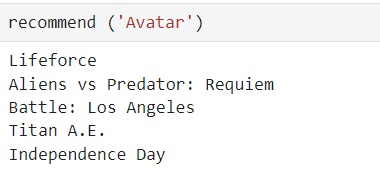 recommend ('Avatar')
Lifeforce
Aliens vs Predator: Requiem
Battle: Los Angeles
Titan A.E.
Independence Day